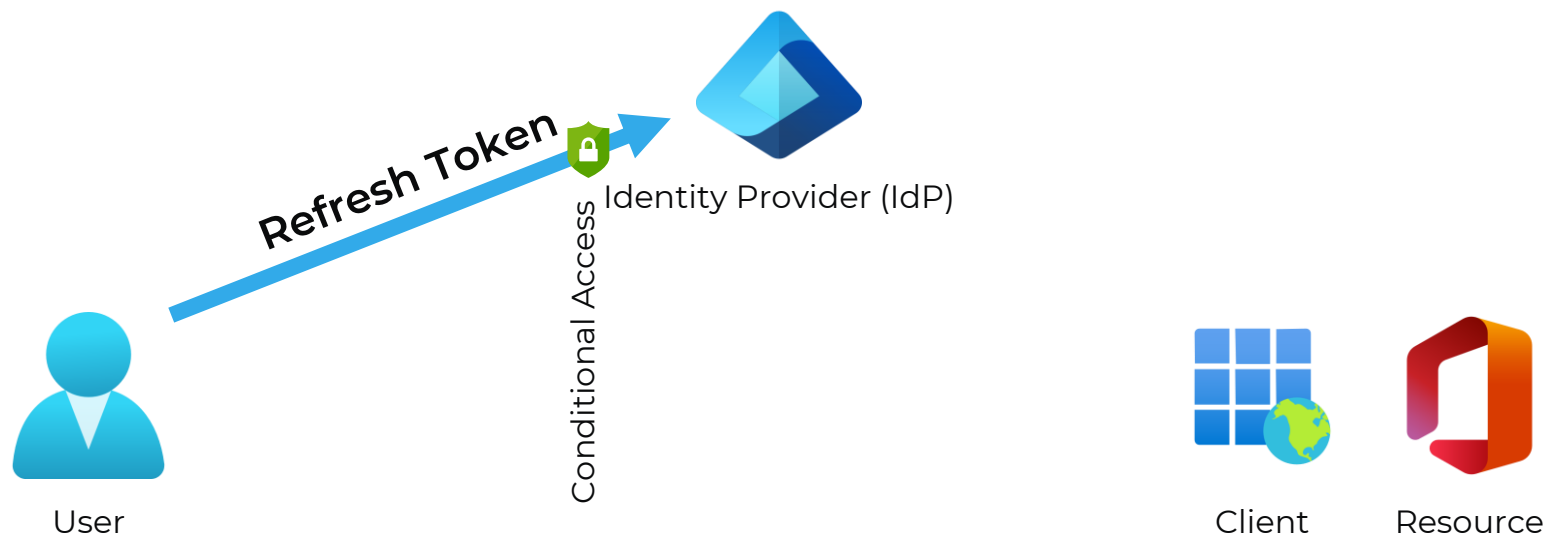 Refresh Token
Identity Provider (IdP)
Conditional Access
User
Client
Resource